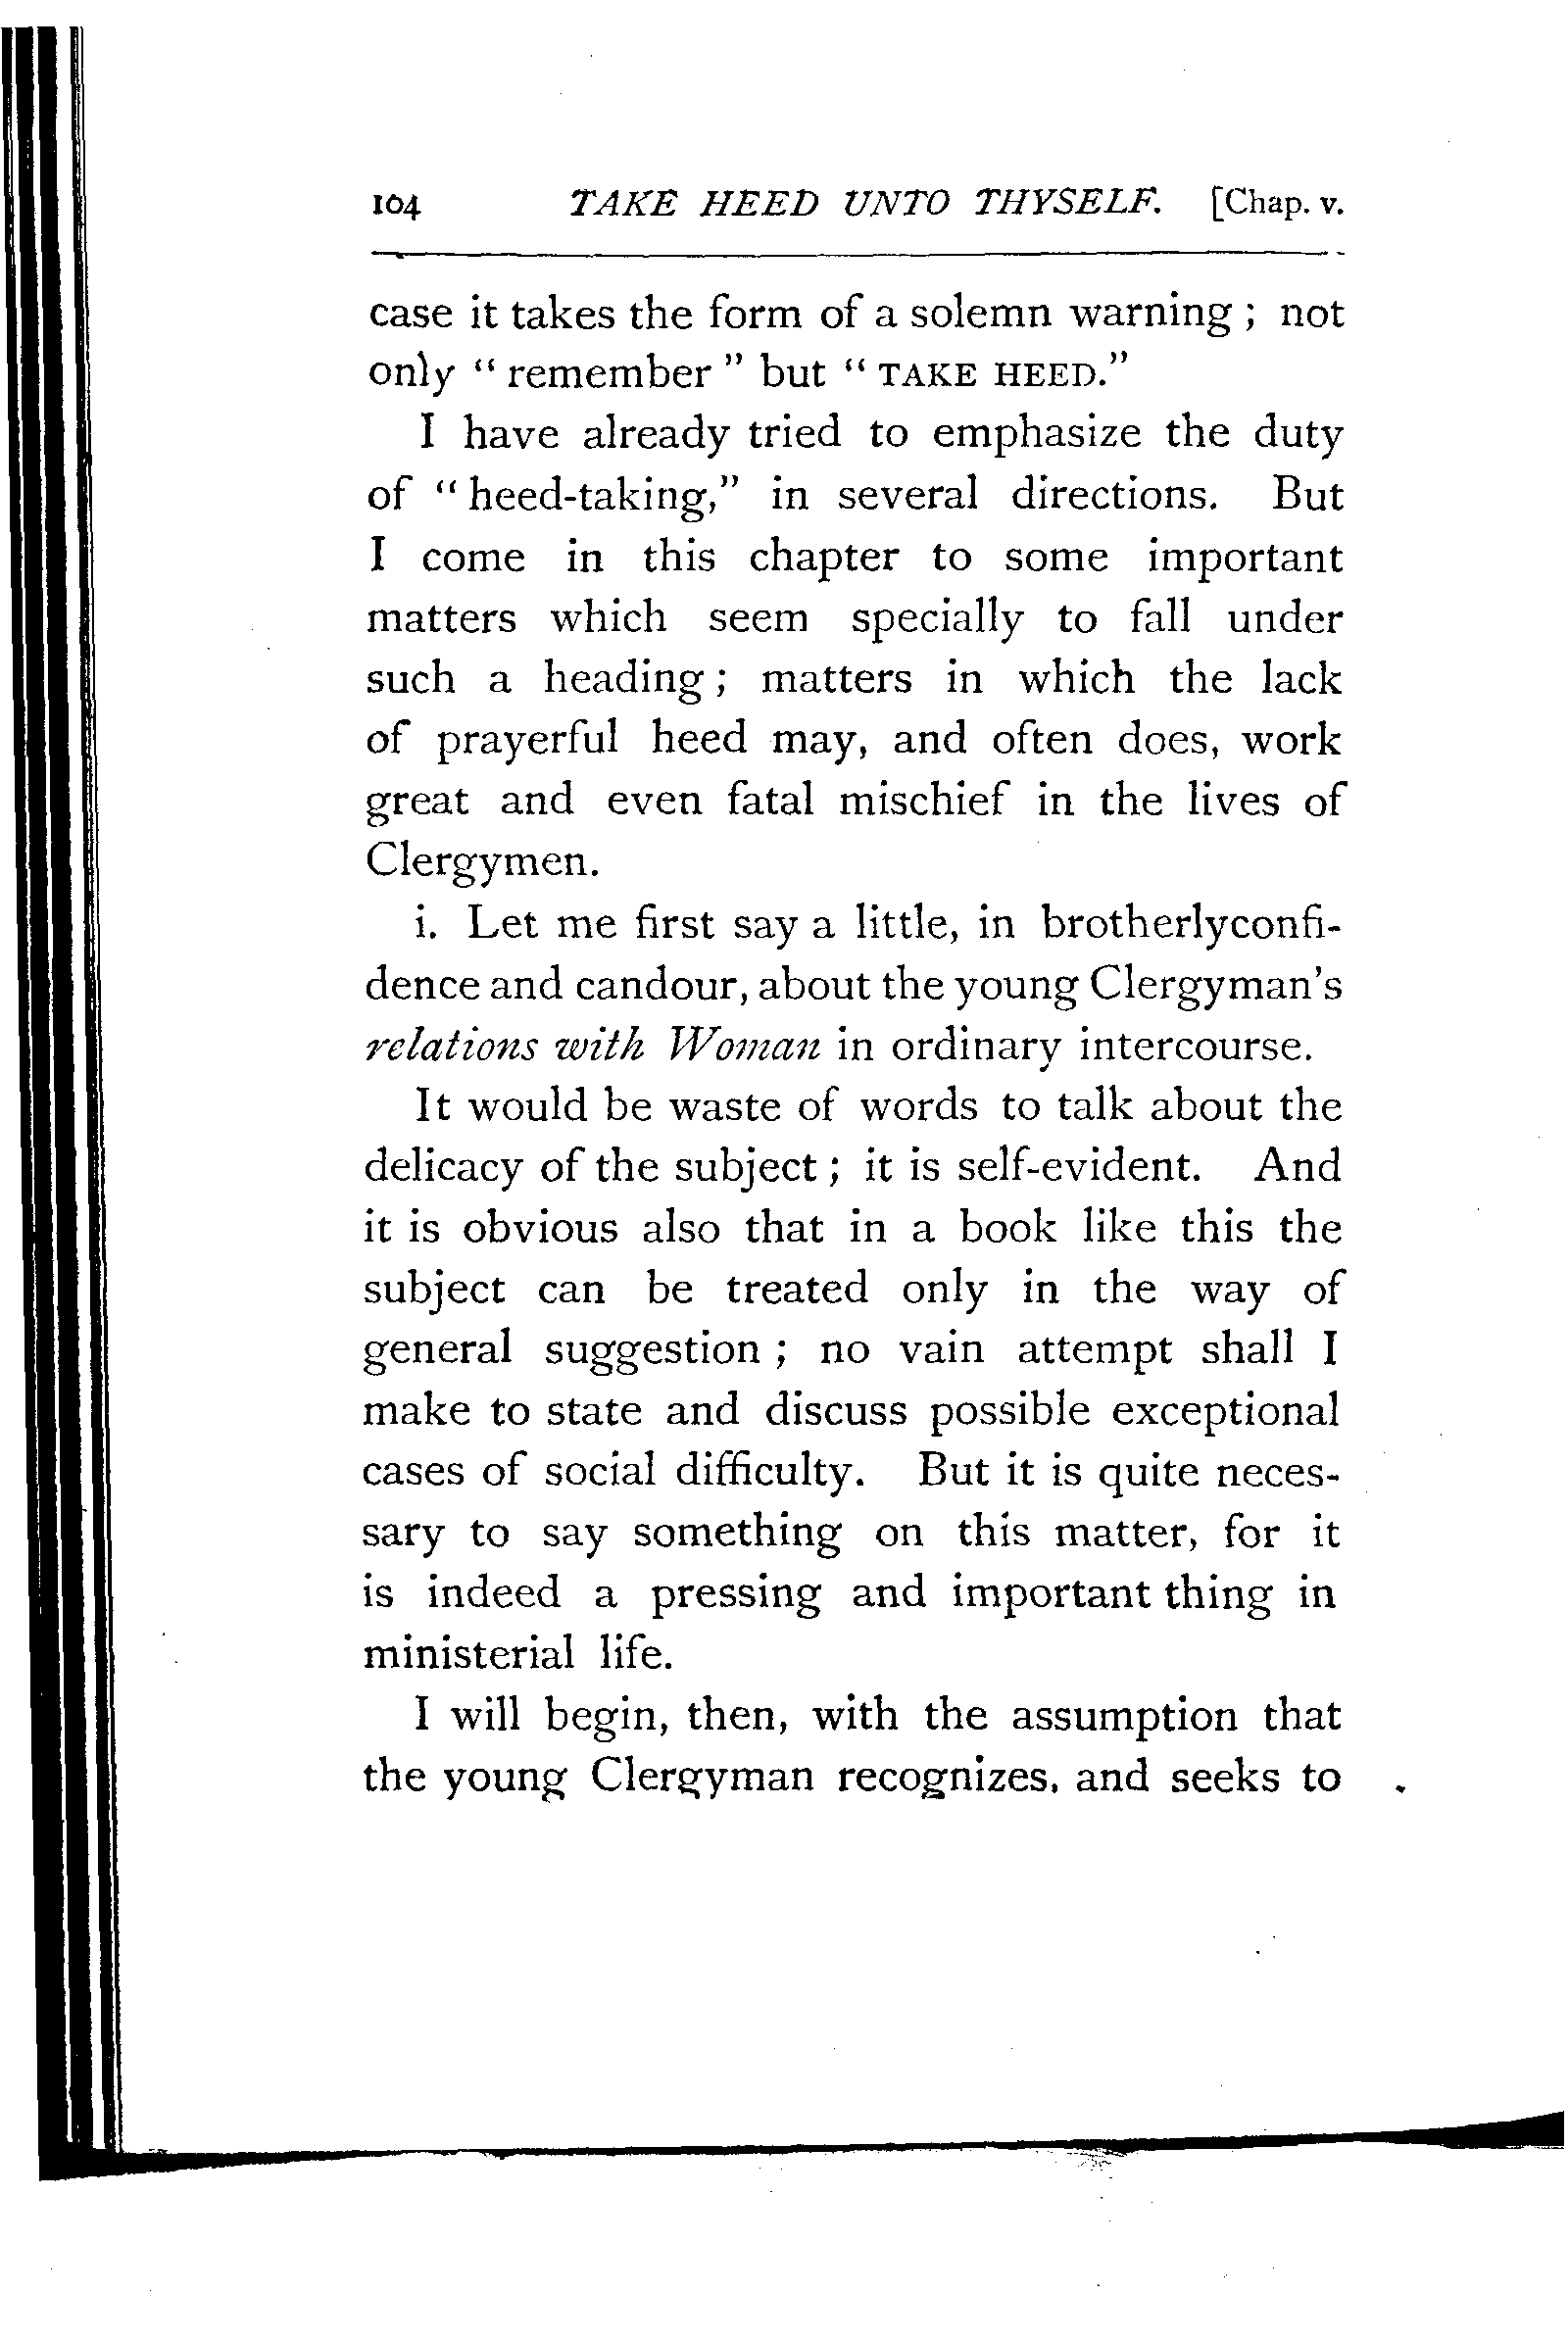 104 TAKE HEED UNTO THYSELF. [Chap. v.
case it takes the form of a solemn warning ; not
only " remember " but " TAKE HEED."
I have already tried to emphasize the duty
of " heed-taking," in several directions. But
I come in this chapter to some important
matters which seem specially to fall under
such a heading ; matters in which the lack
of prayerful heed may, and often does, work
great and even fatal mischief in the lives of
Clergymen.
i. Let me first say a little, in brotherlyconfi-
dence and candour, about the young Clergyman's
relations with Woman in ordinary intercourse.
It would be waste of words to talk about the
delicacy of the subject ; it is self-evident. And
it is obvious also that in a book like this the
subject can be treated only in the way of
general suggestion ; no vain attempt shall I
make to state and discuss possible exceptional
cases of social difficulty. But it is quite neces-
sary to say something on this matter, for it
is indeed a pressing and important thing in
ministerial life.
I will begin, then, with the assumption that
the young Clergyman recognizes, and seeks to